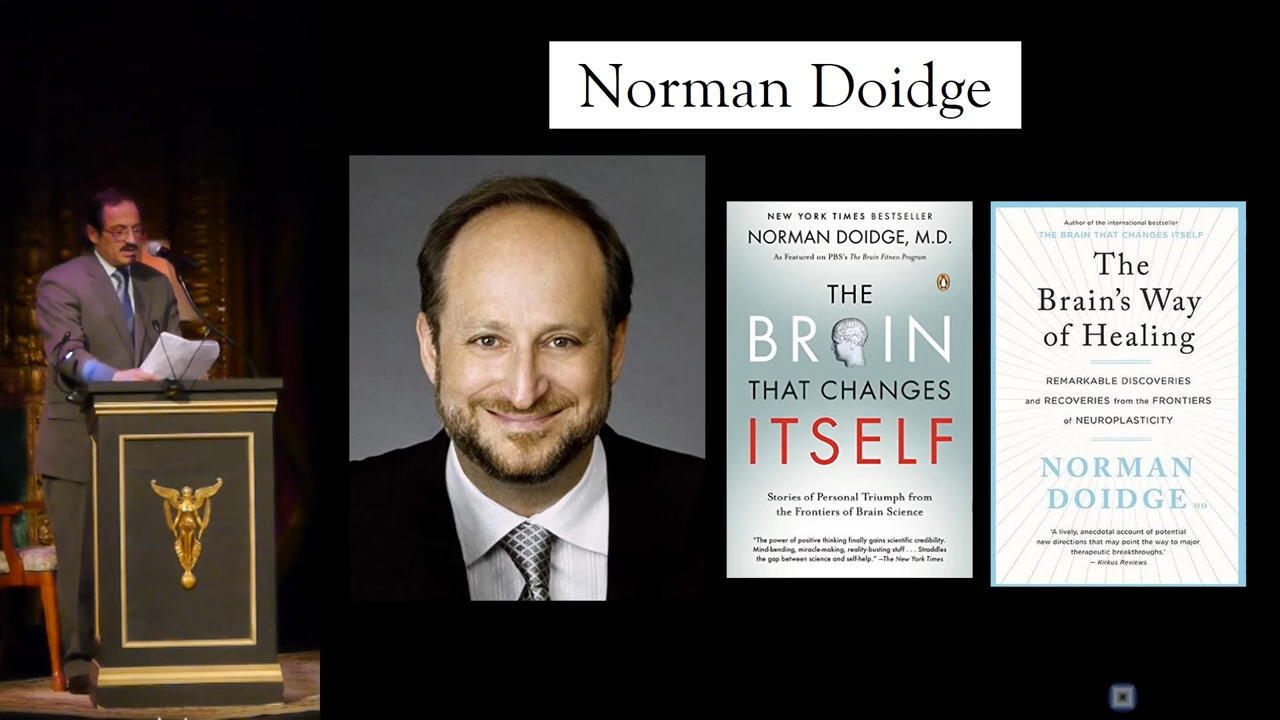 Norman Doidge
NEW YORK TIMES BESTSELLER
NORMAN DOIDGE, M.D.
As Featured on PBS's The Brain Fitness Program
THE
BRAIN
THAT CHANGES
ITSELF
Stories of Personal Triumph from
the Frontiers of Brain Science
"The power of positive thinking finally gains scientific credibility.
Mind-bending, miracle-making, reality-busting stuff . . . Straddles
the gap between science and self-help." —The New York Times
Author of the international bestseller
THE BRAIN THAT CHANGES ITSELF
The
Brain's Way
of Healing
REMARKABLE DISCOVERIES
and RECOVERIES from the FRONTIERS
of NEUROPLASTICITY
NORMAN
DOIDGE MD
'A lively, anecdotal account of potential
new directions that may point the way to major
therapeutic breakthroughs.'
— Kirkus Reviews